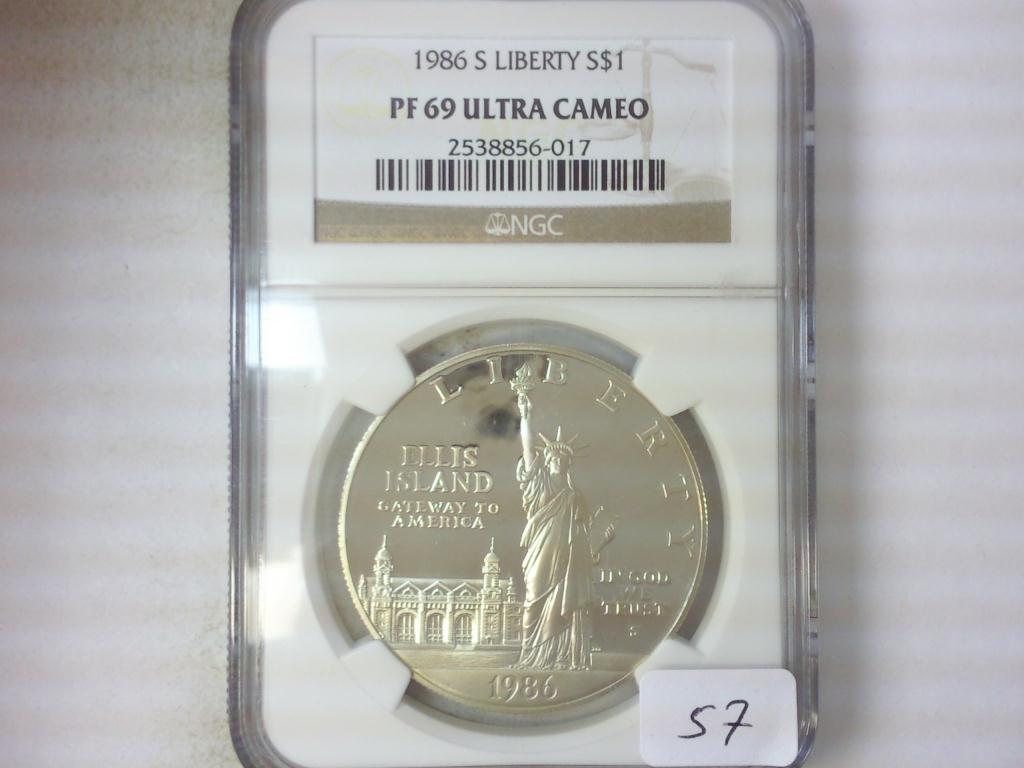 1986 S LIBERTY S$1
PF 69 ULTRA CAMEO
2538856-017
NGC
LIBERTY
ELLIS
ISLAND
GATEWAY TO
AMERICA
IN GOD
WE
TRUST
S
1986
57